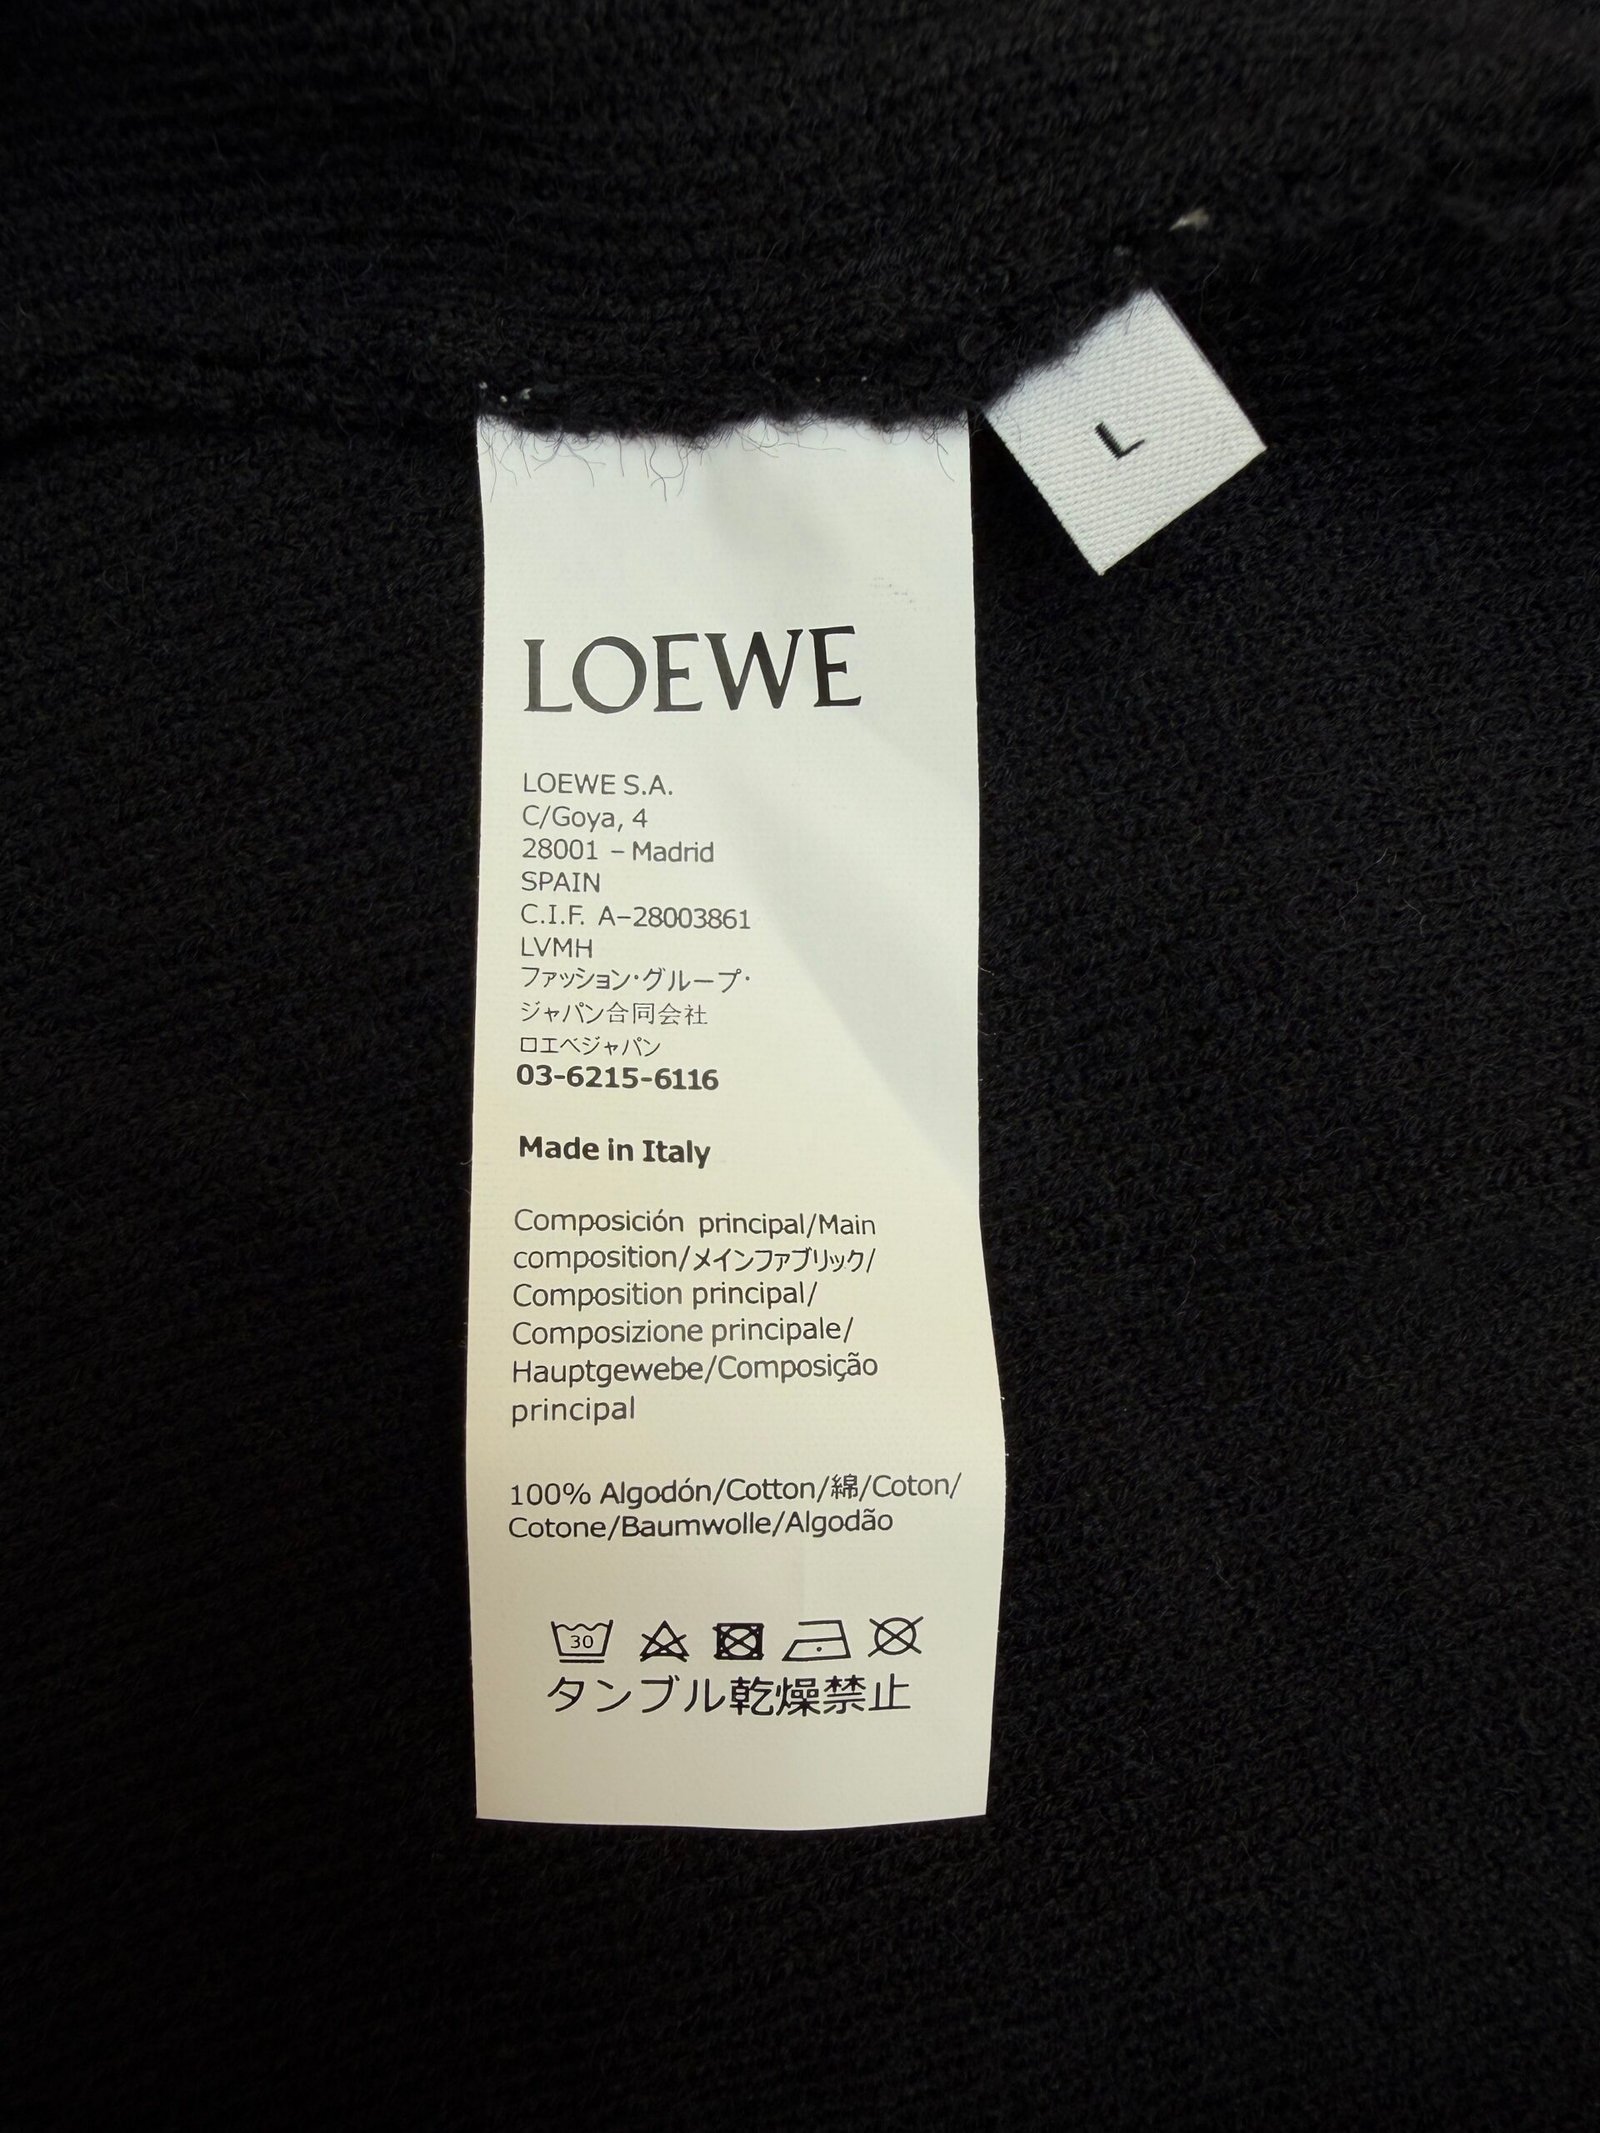 L
LOEWE
LOEWE S.A.
C/Goya, 4
28001 – Madrid
SPAIN
C.I.F. A–28003861
LVMH
ファッション･グループ･
ジャパン合同会社
ロエベジャパン
03-6215-6116
Made in Italy
Composición principal/Main
composition/メインファブリック/
Composition principal/
Composizione principale/
Hauptgewebe/Composição
principal
100% Algodón/Cotton/綿/Coton/
Cotone/Baumwolle/Algodão
30
タンブル乾燥禁止